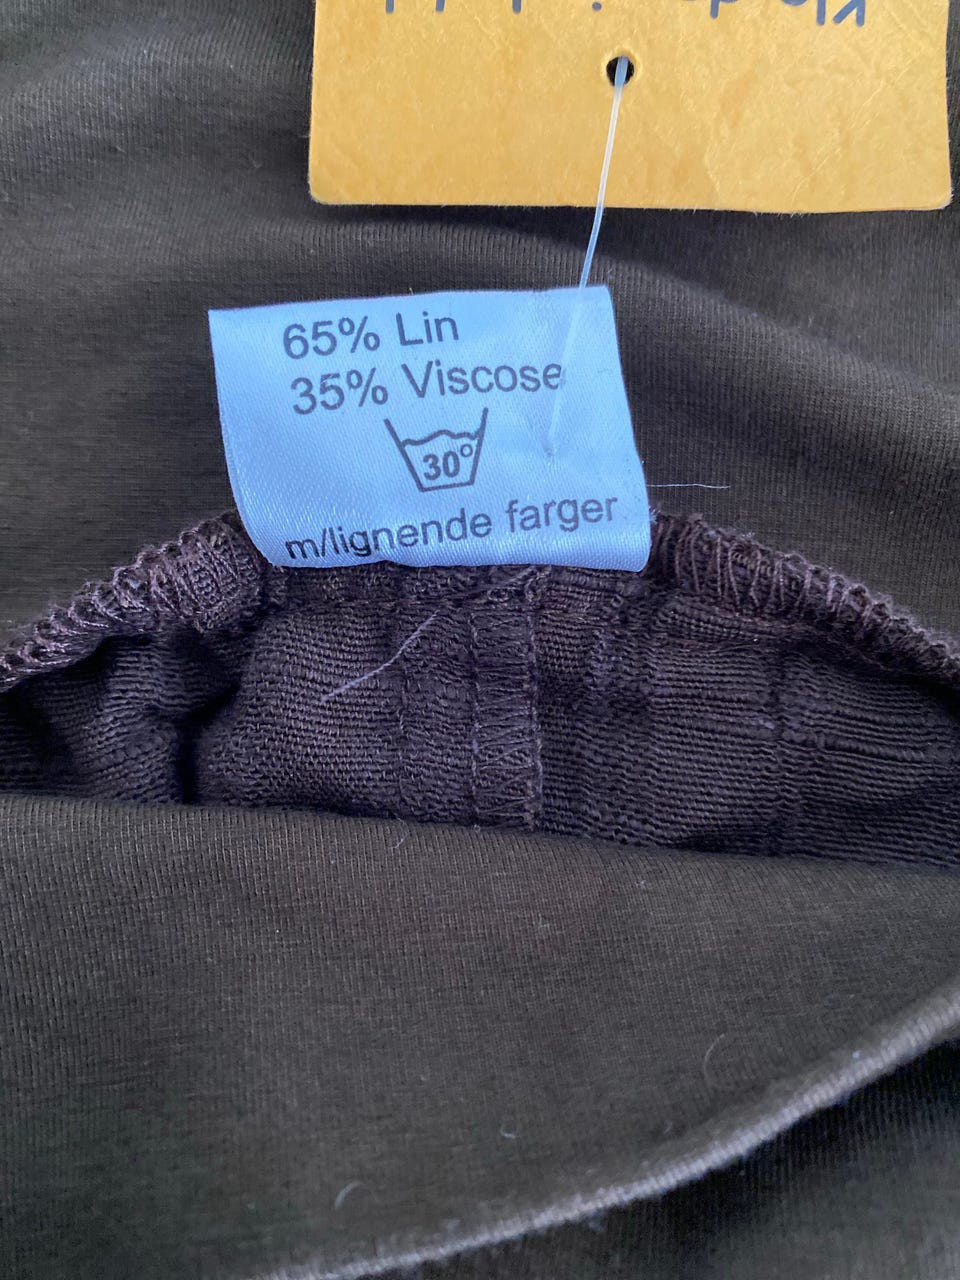 65% Lin
35% Viscose
30°
m/lignende farger